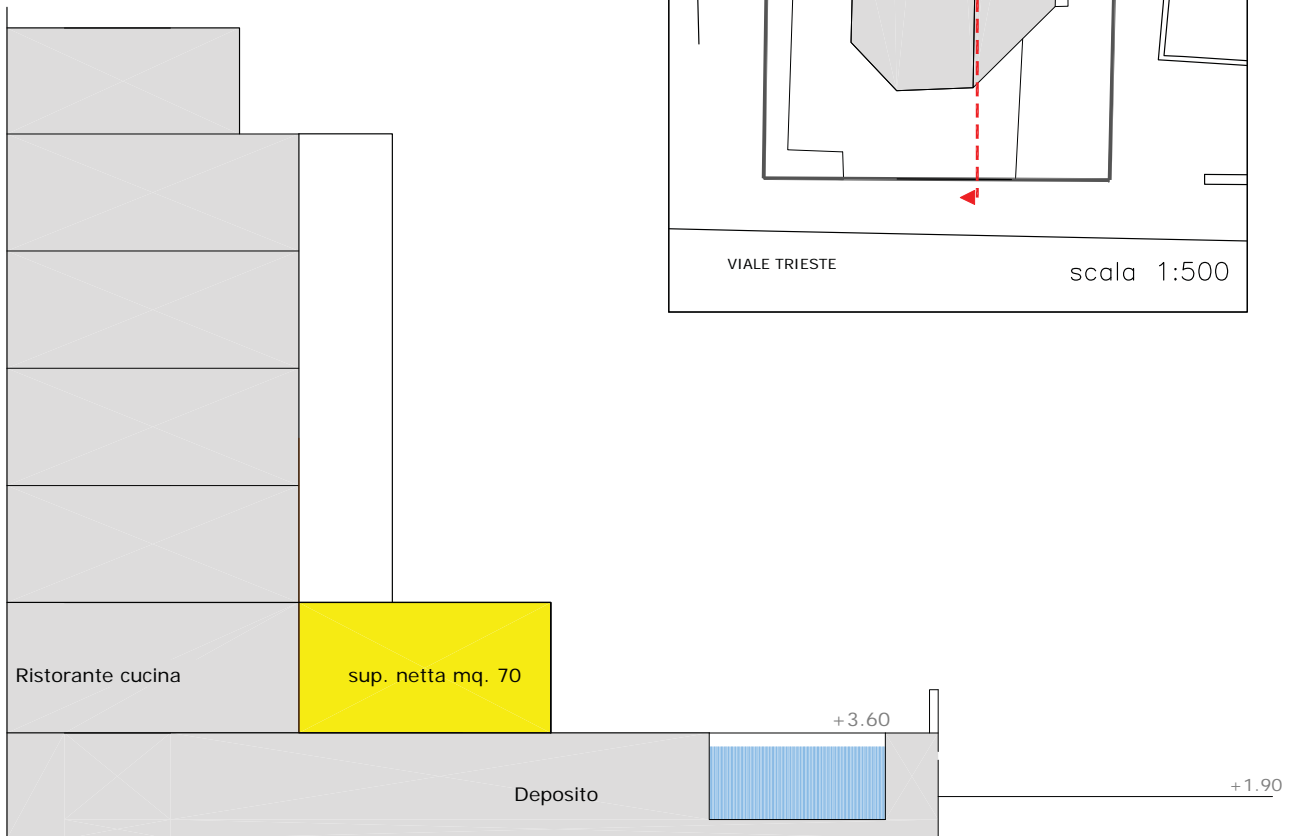 VIALE TRIESTE
scala 1:500
Ristorante cucina
sup. netta mq. 70
+3.60
Deposito
+1.90